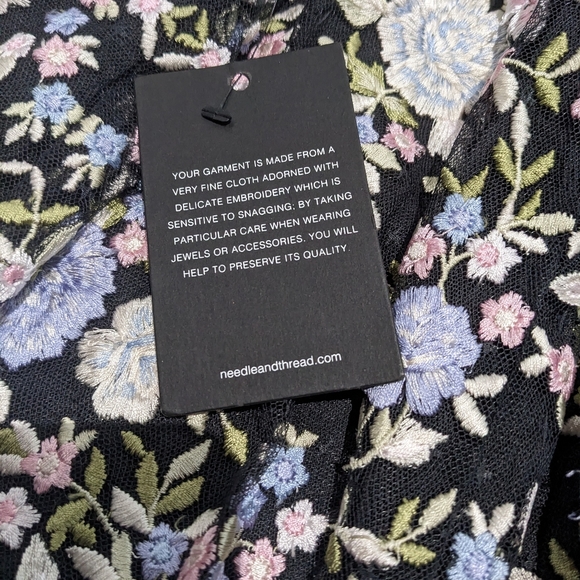 YOUR GARMENT IS MADE FROM A
VERY FINE CLOTH ADORNED WITH
DELICATE EMBROIDERY WHICH IS
SENSITIVE TO SNAGGING; BY TAKING
PARTICULAR CARE WHEN WEARING
JEWELS OR ACCESSORIES. YOU WILL
HELP TO PRESERVE ITS QUALITY.
needleandthread.com